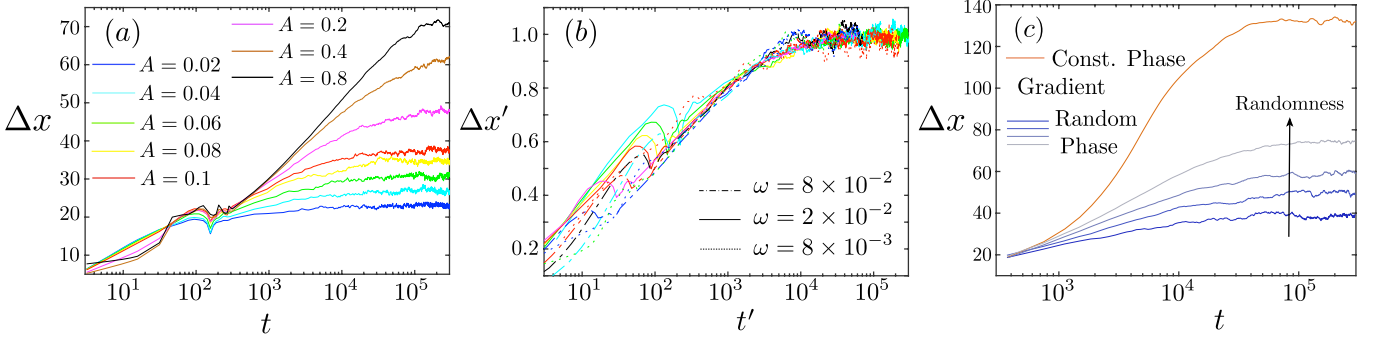 (a)
A = 0.02
A = 0.04
A = 0.06
A = 0.08
A = 0.1
A = 0.2
A = 0.4
A = 0.8
Δx
70
60
50
40
30
20
10
10^1
10^2
10^3
10^4
10^5
t
(b)
Δx′
1.0
0.8
0.6
0.4
0.2
ω = 8 × 10^−2
ω = 2 × 10^−2
ω = 8 × 10^−3
10^1
10^2
10^3
10^4
10^5
t′
(c)
Const. Phase
Gradient
Random
Phase
Randomness
Δx
140
120
100
80
60
40
20
10^3
10^4
10^5
t